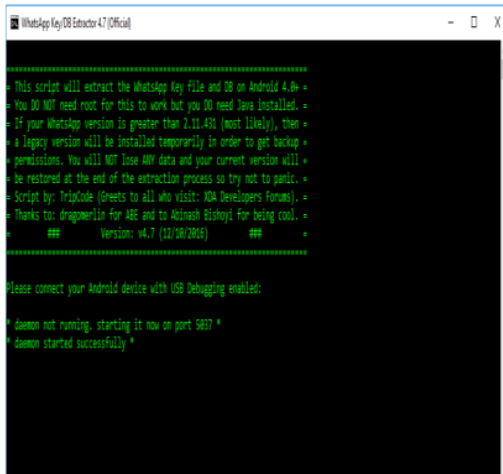 WhatsApp Key/DB Extractor 4.7 (Official)
=========================================================================
= This script will extract the WhatsApp Key file and DB on Android 4.0+ =
= You DO NOT need root for this to work but you DO need Java installed. =
= If your WhatsApp version is greater than 2.11.431 (most likely), then =
= a legacy version will be installed temporarily in order to get backup =
= permissions. You will NOT lose ANY data and your current version will =
= be restored at the end of the extraction process so try not to panic. =
= Script by: TripCode (Greets to all who visit: XDA Developers Forums). =
= Thanks to: dragomerlin for ABE and to Abinash Bishoyi for being cool. =
= ### Version: v4.7 (12/10/2016) ### =
=========================================================================
Please connect your Android device with USB Debugging enabled:
* daemon not running. starting it now on port 5037 *
* daemon started successfully *